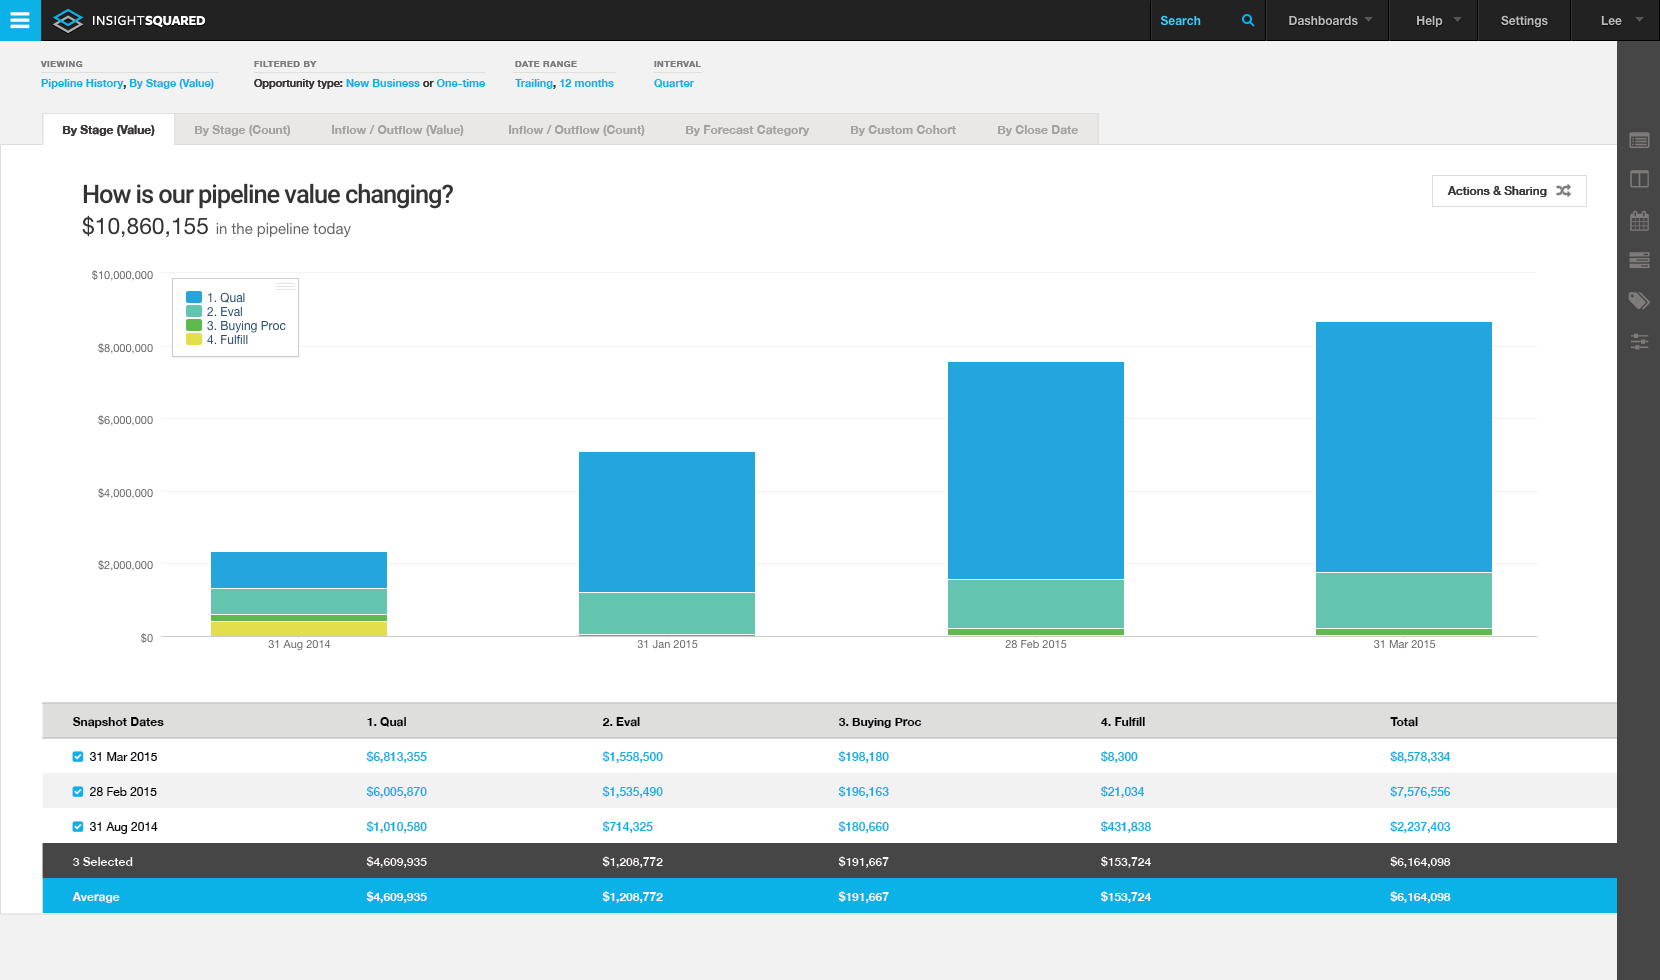 INSIGHTSQUARED
Search
Dashboards
Help
Settings
Lee
VIEWING
FILTERED BY
DATE RANGE
INTERVAL
Pipeline History, By Stage (Value)
Opportunity type: New Business or One-time
Trailing, 12 months
Quarter
By Stage (Value)
By Stage (Count)
Inflow / Outflow (Value)
Inflow / Outflow (Count)
By Forecast Category
By Custom Cohort
By Close Date
How is our pipeline value changing?
Actions & Sharing
$10,860,155 in the pipeline today
$10,000,000
$8,000,000
$6,000,000
$4,000,000
$2,000,000
$0
1. Qual
2. Eval
3. Buying Proc
4. Fulfill
31 Aug 2014
31 Jan 2015
28 Feb 2015
31 Mar 2015
Snapshot Dates 1. Qual 2. Eval 3. Buying Proc 4. Fulfill Total
31 Mar 2015 $6,813,355 $1,558,500 $198,180 $8,300 $8,578,334
28 Feb 2015 $6,005,870 $1,535,490 $196,163 $21,034 $7,576,556
31 Aug 2014 $1,010,580 $714,325 $180,660 $431,838 $2,237,403
3 Selected $4,609,935 $1,208,772 $191,667 $153,724 $6,164,098
Average $4,609,935 $1,208,772 $191,667 $153,724 $6,164,098